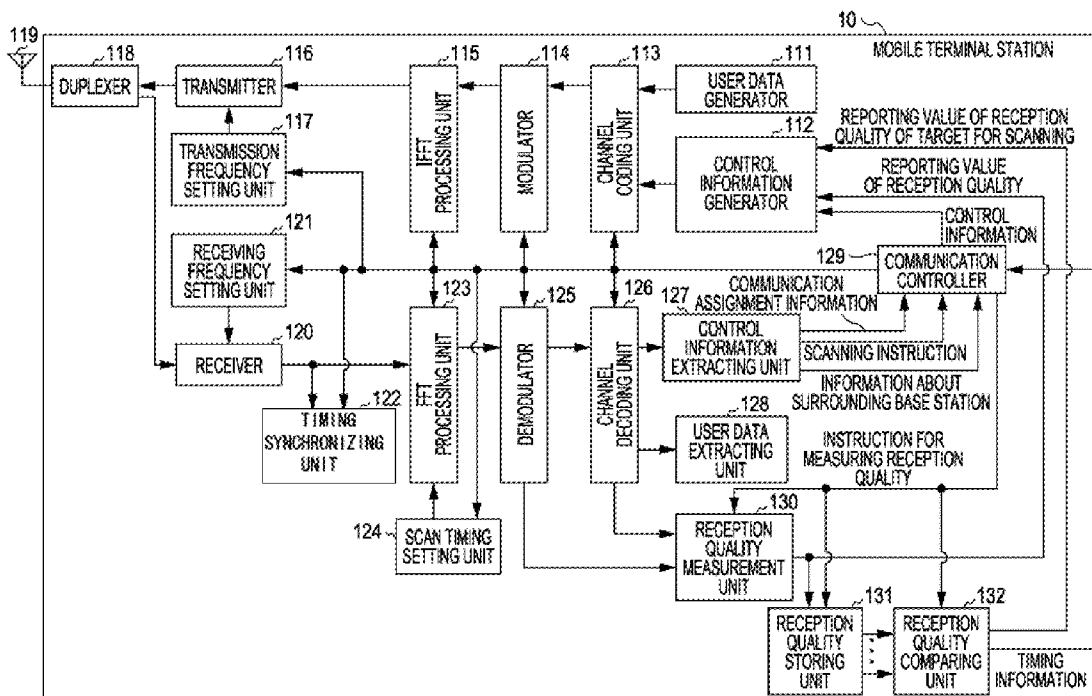 10
MOBILE TERMINAL STATION
119
118
DUPLEXER
116
TRANSMITTER
115
IFFT
PROCESSING UNIT
114
MODULATOR
113
CHANNEL
CODING UNIT
111
USER DATA
GENERATOR
REPORTING VALUE OF RECEPTION
QUALITY OF TARGET FOR SCANNING
117
TRANSMISSION
FREQUENCY
SETTING UNIT
112
CONTROL
INFORMATION
GENERATOR
REPORTING VALUE
OF RECEPTION QUALITY
CONTROL
INFORMATION
121
RECEIVING
FREQUENCY
SETTING UNIT
129
COMMUNICATION
CONTROLLER
COMMUNICATION
ASSIGNMENT INFORMATION
120
RECEIVER
123
FFT
PROCESSING UNIT
125
DEMODULATOR
126
CHANNEL
DECODING UNIT
127
CONTROL
INFORMATION
EXTRACTING UNIT
SCANNING INSTRUCTION
INFORMATION ABOUT
SURROUNDING BASE STATION
122
TIMING
SYNCHRONIZING
UNIT
128
USER DATA
EXTRACTING
UNIT
INSTRUCTION FOR
MEASURING RECEPTION
QUALITY
124
SCAN TIMING
SETTING UNIT
130
RECEPTION
QUALITY
MEASUREMENT
UNIT
131
RECEPTION
QUALITY
STORING
UNIT
132
RECEPTION
QUALITY
COMPARING
UNIT
TIMING
INFORMATION